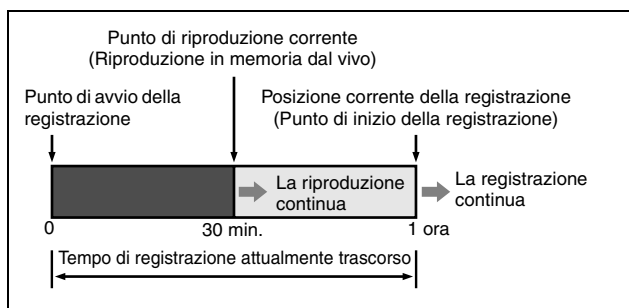 Punto di riproduzione corrente
(Riproduzione in memoria dal vivo)
Punto di avvio della
registrazione
Posizione corrente della registrazione
(Punto di inizio della registrazione)
La riproduzione
continua
La registrazione
continua
0
30 min.
1 ora
Tempo di registrazione attualmente trascorso